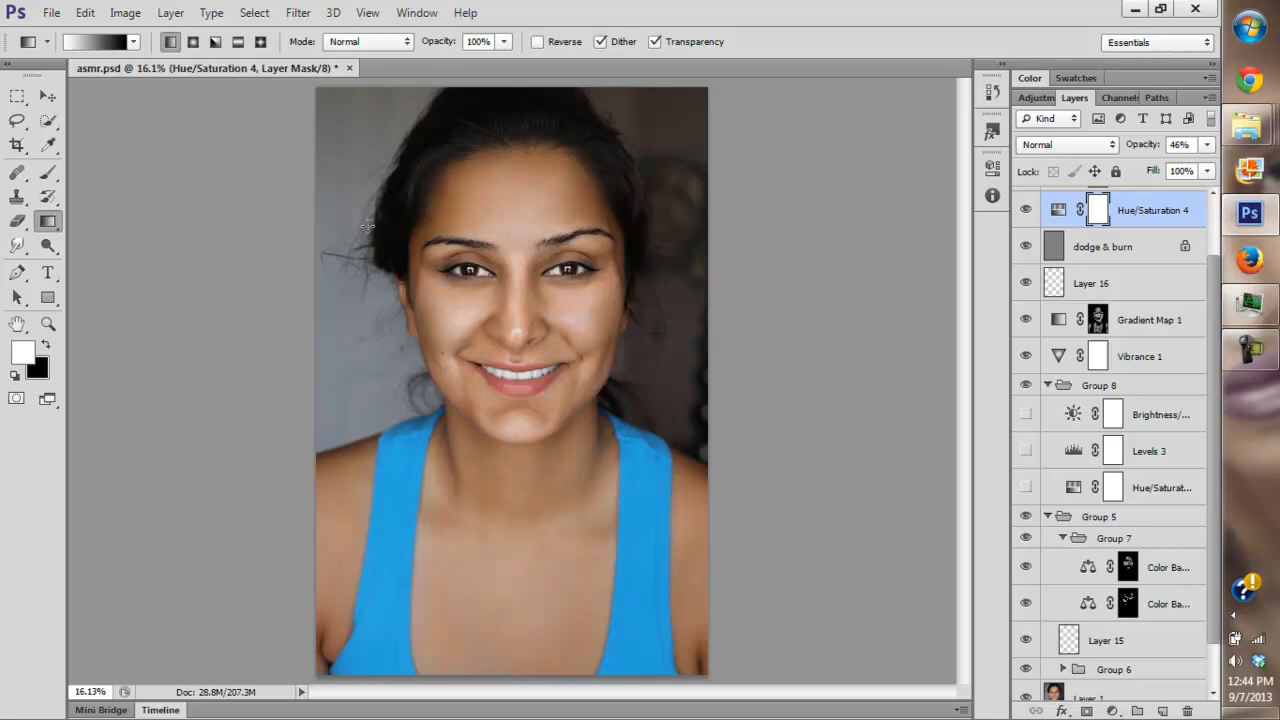 Ps File Edit Image Layer Type Select Filter 3D View Window Help
Mode: Normal Opacity: 100% Reverse Dither Transparency Essentials
asmr.psd @ 16.1% (Hue/Saturation 4, Layer Mask/8) * ×
Color Swatches
Adjustm Layers Channels Paths
Kind
Normal Opacity: 46%
Lock: Fill: 100%
Hue/Saturation 4
dodge & burn
Layer 16
Gradient Map 1
Vibrance 1
Group 8
Brightness/...
Levels 3
Hue/Saturat...
Group 5
Group 7
Color Ba...
Color Ba...
Layer 15
Group 6
Layer 1
16.13% Doc: 28.8M/207.3M
Mini Bridge Timeline
Ps
12:44 PM
9/7/2013